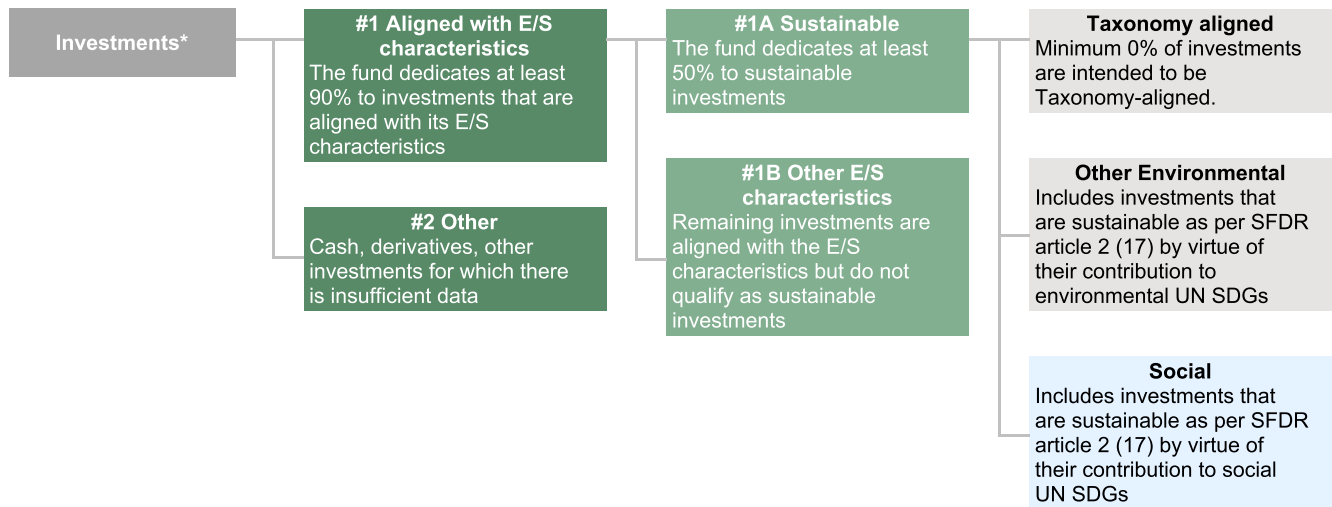 Investments*
#1 Aligned with E/S
characteristics
The fund dedicates at least
90% to investments that are
aligned with its E/S
characteristics
#2 Other
Cash, derivatives, other
investments for which there
is insufficient data
#1A Sustainable
The fund dedicates at least
50% to sustainable
investments
#1B Other E/S
characteristics
Remaining investments are
aligned with the E/S
characteristics but do not
qualify as sustainable
investments
Taxonomy aligned
Minimum 0% of investments
are intended to be
Taxonomy-aligned.
Other Environmental
Includes investments that
are sustainable as per SFDR
article 2 (17) by virtue of
their contribution to
environmental UN SDGs
Social
Includes investments that
are sustainable as per SFDR
article 2 (17) by virtue of
their contribution to social
UN SDGs